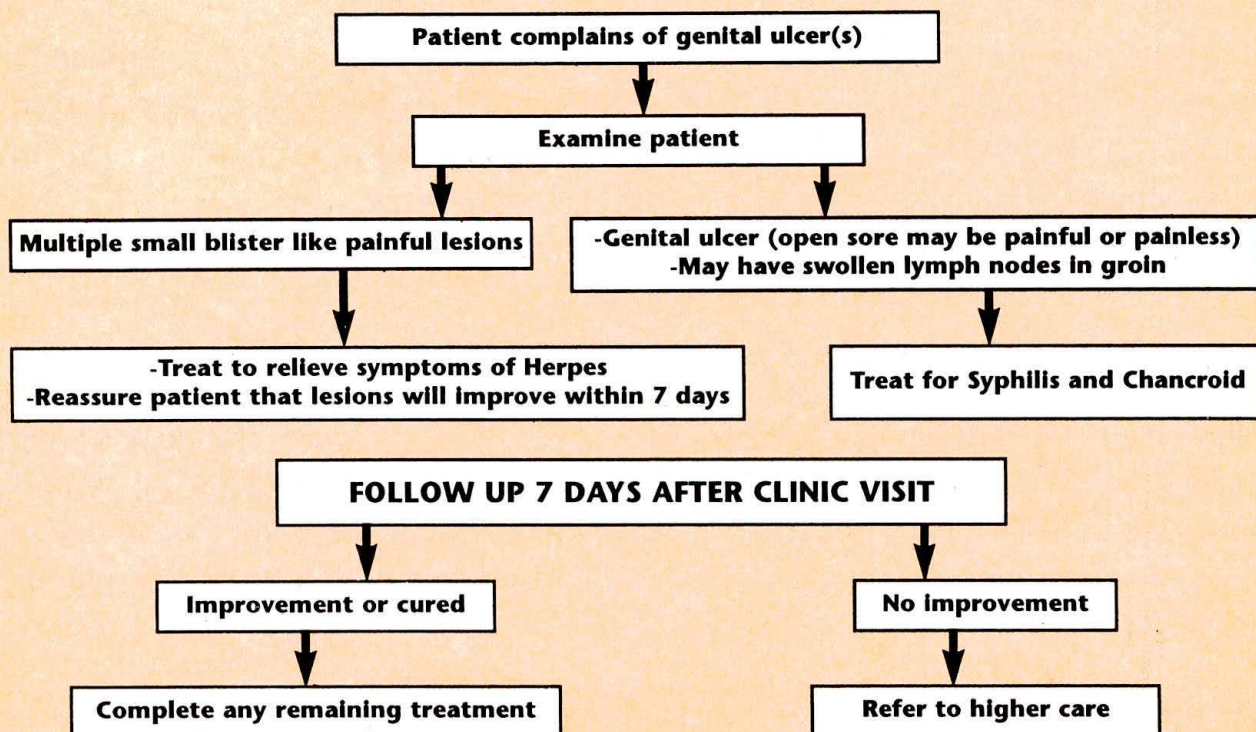 Patient complains of genital ulcer(s)
Examine patient
Multiple small blister like painful lesions
-Genital ulcer (open sore may be painful or painless)
-May have swollen lymph nodes in groin
-Treat to relieve symptoms of Herpes
-Reassure patient that lesions will improve within 7 days
Treat for Syphilis and Chancroid
FOLLOW UP 7 DAYS AFTER CLINIC VISIT
Improvement or cured
No improvement
Complete any remaining treatment
Refer to higher care